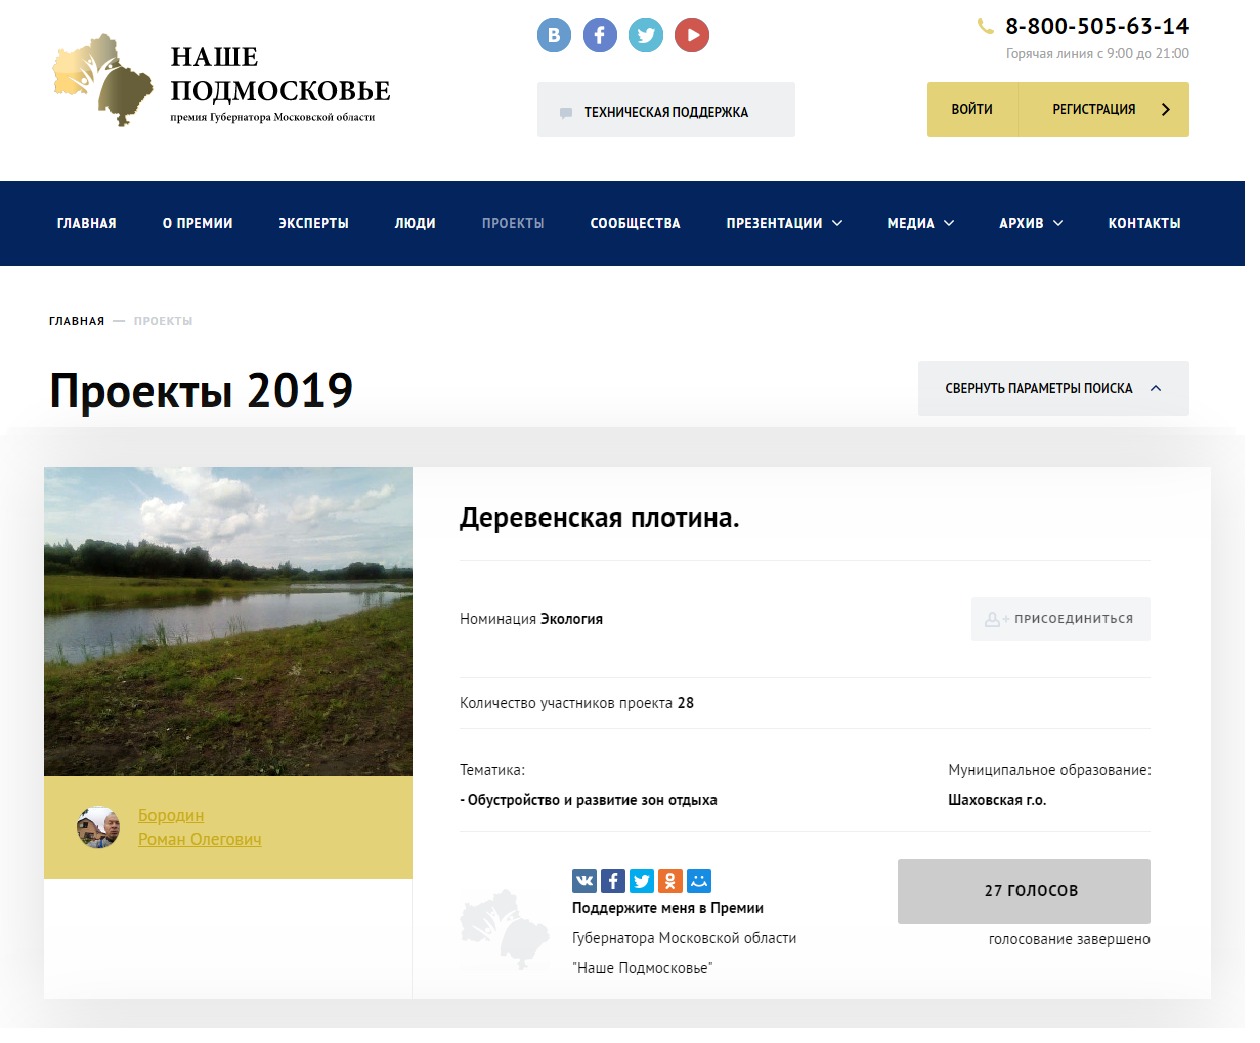 НАШЕ
ПОДМОСКОВЬЕ
премия Губернатора Московской области
8-800-505-63-14
Горячая линия с 9:00 до 21:00
ТЕХНИЧЕСКАЯ ПОДДЕРЖКА
ВОЙТИ
РЕГИСТРАЦИЯ
ГЛАВНАЯ О ПРЕМИИ ЭКСПЕРТЫ ЛЮДИ ПРОЕКТЫ СООБЩЕСТВА ПРЕЗЕНТАЦИИ МЕДИА АРХИВ КОНТАКТЫ
ГЛАВНАЯ — ПРОЕКТЫ
Проекты 2019
СВЕРНУТЬ ПАРАМЕТРЫ ПОИСКА
Деревенская плотина.
Номинация Экология
ПРИСОЕДИНИТЬСЯ
Количество участников проекта 28
Тематика:
- Обустройство и развитие зон отдыха
Муниципальное образование:
Шаховская г.о.
Бородин
Роман Олегович
Поддержите меня в Премии
Губернатора Московской области
"Наше Подмосковье"
27 ГОЛОСОВ
голосование завершено